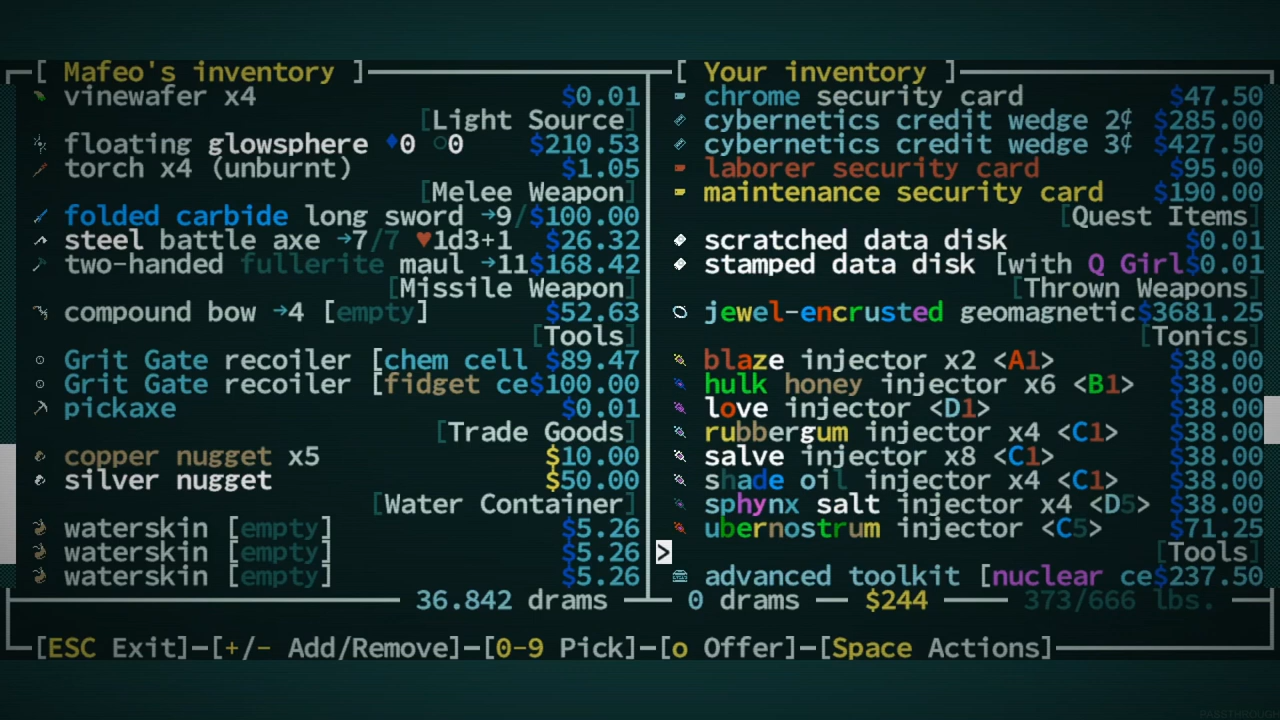 [ Mafeo's inventory ]
vinewafer x4 $0.01
[Light Source]
floating glowsphere ♦0 ○0 $210.53
torch x4 (unburnt) $1.05
[Melee Weapon]
folded carbide long sword →9/$100.00
steel battle axe →7/7 ♥1d3+1 $26.32
two-handed fullerite maul →11$168.42
[Missile Weapon]
compound bow →4 [empty] $52.63
[Tools]
Grit Gate recoiler [chem cell $89.47
Grit Gate recoiler [fidget ce$100.00
pickaxe $0.01
[Trade Goods]
copper nugget x5 $10.00
silver nugget $50.00
[Water Container]
waterskin [empty] $5.26
waterskin [empty] $5.26
waterskin [empty] $5.26
36.842 drams
[ Your inventory ]
chrome security card $47.50
cybernetics credit wedge 2¢ $285.00
cybernetics credit wedge 3¢ $427.50
laborer security card $95.00
maintenance security card $190.00
[Quest Items]
scratched data disk $0.01
stamped data disk [with Q Girl$0.01
[Thrown Weapons]
jewel-encrusted geomagnetic$3681.25
[Tonics]
blaze injector x2 <A1> $38.00
hulk honey injector x6 <B1> $38.00
love injector <D1> $38.00
rubbergum injector x4 <C1> $38.00
salve injector x8 <C1> $38.00
shade oil injector x4 <C1> $38.00
sphynx salt injector x4 <D5> $38.00
ubernostrum injector <C5> $71.25
> [Tools]
advanced toolkit [nuclear ce$237.50
0 drams — $244 373/666 lbs.
[ESC Exit]—[+/- Add/Remove]—[0-9 Pick]—[o Offer]—[Space Actions]